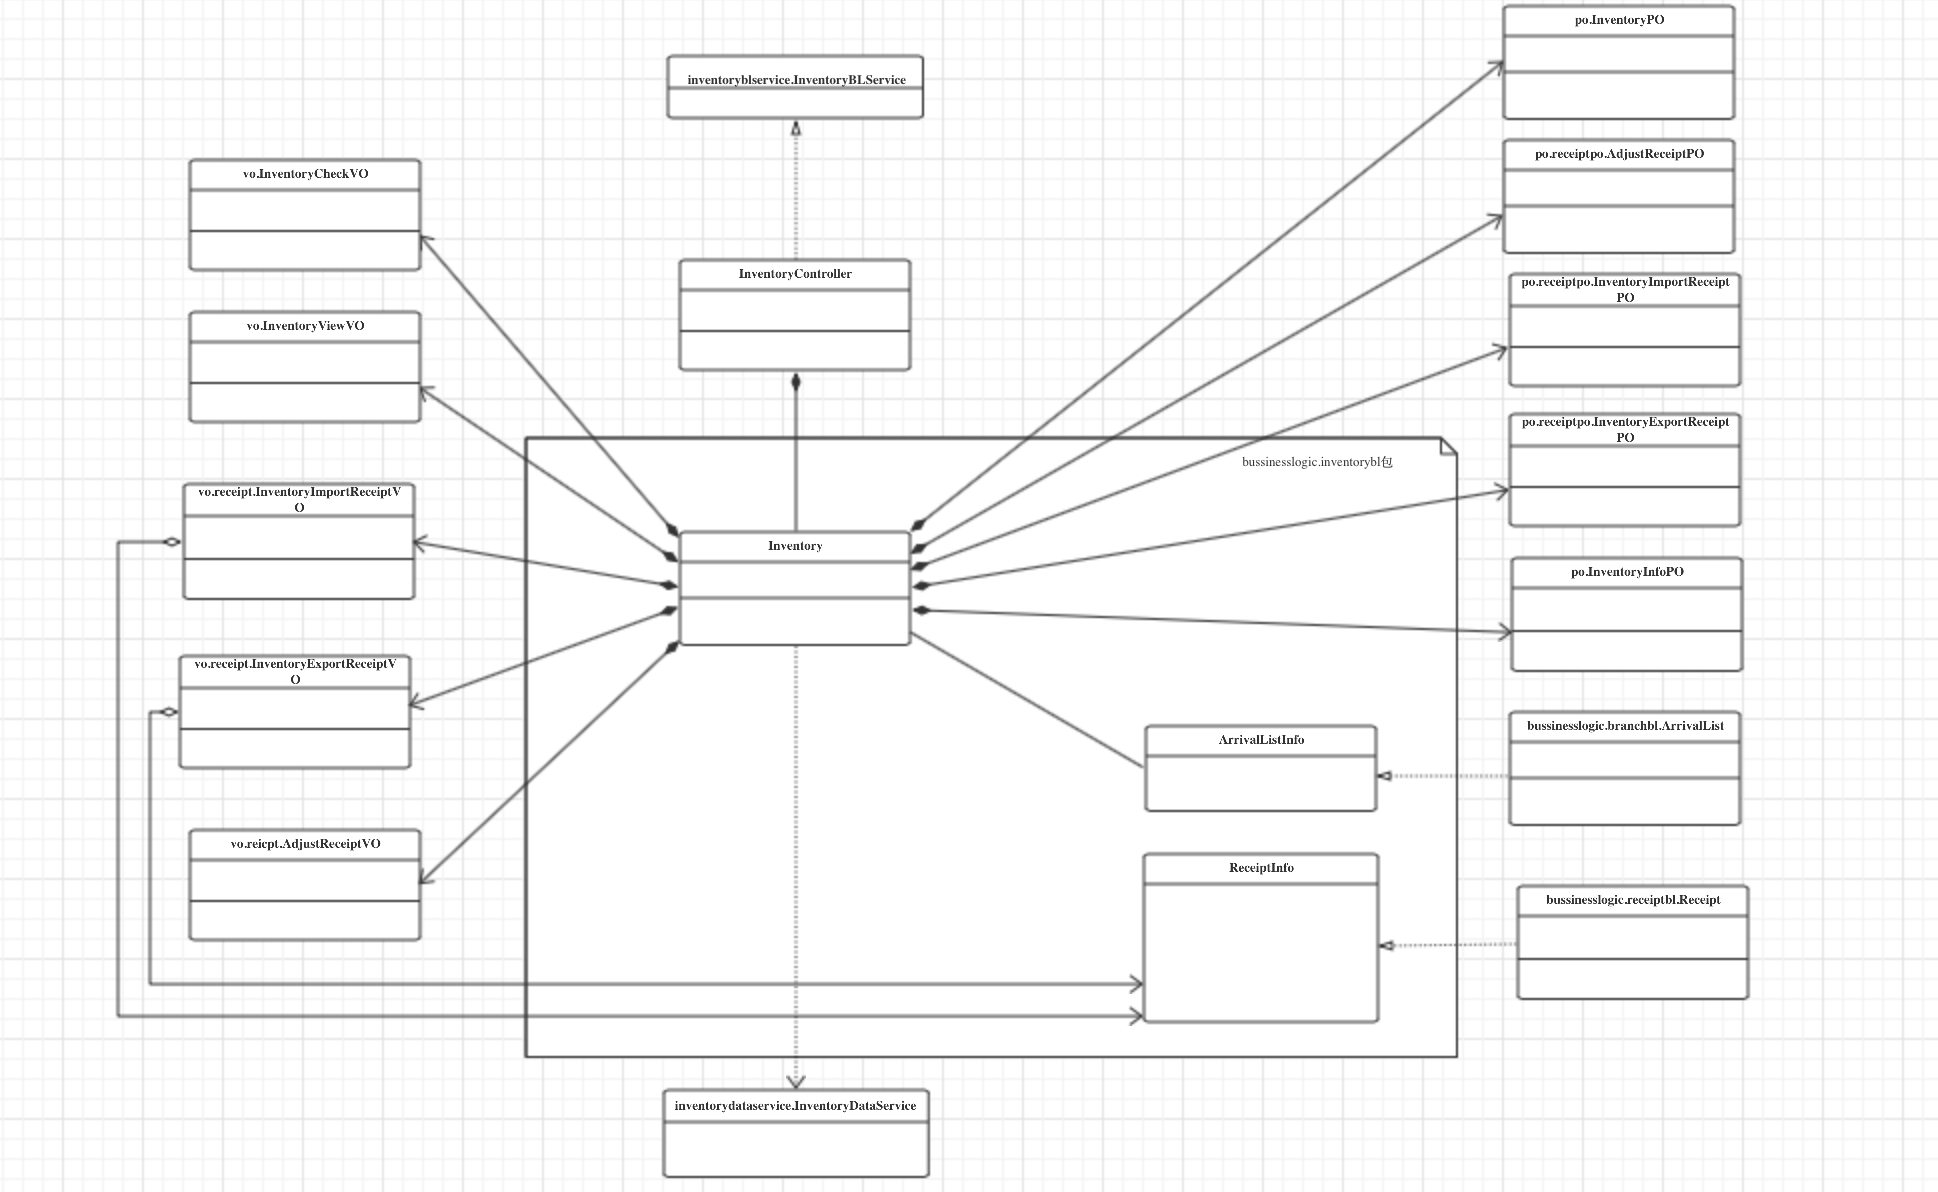 po.InventoryPO
inventoryblservice.InventoryBLService
po.receiptpo.AdjustReceiptPO
vo.InventoryCheckVO
InventoryController
po.receiptpo.InventoryImportReceipt
PO
vo.InventoryViewVO
po.receiptpo.InventoryExportReceipt
PO
bussinesslogic.inventorybl包
vo.receipt.InventoryImportReceiptV
O
Inventory
po.InventoryInfoPO
vo.receipt.InventoryExportReceiptV
O
ArrivalListInfo
bussinesslogic.branchbl.ArrivalList
vo.reicpt.AdjustReceiptVO
ReceiptInfo
bussinesslogic.receiptbl.Receipt
inventorydataservice.InventoryDataService